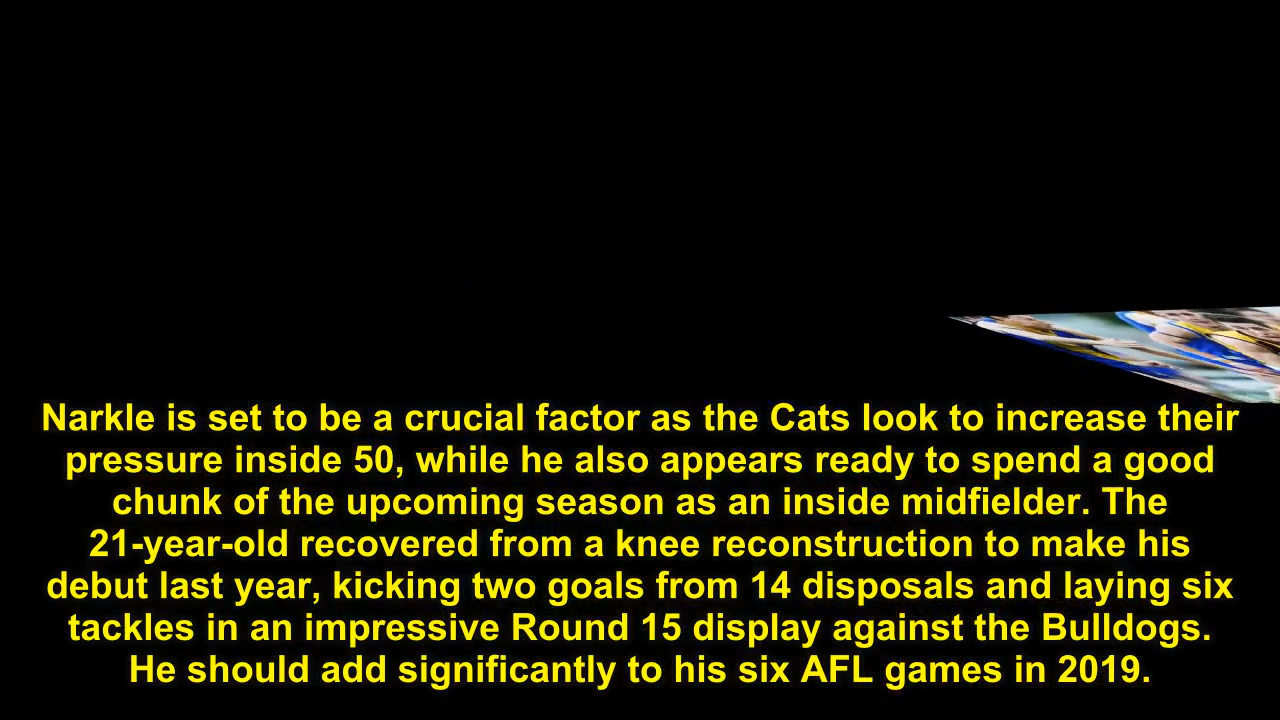 Narkle is set to be a crucial factor as the Cats look to increase their
pressure inside 50, while he also appears ready to spend a good
chunk of the upcoming season as an inside midfielder. The
21-year-old recovered from a knee reconstruction to make his
debut last year, kicking two goals from 14 disposals and laying six
tackles in an impressive Round 15 display against the Bulldogs.
He should add significantly to his six AFL games in 2019.